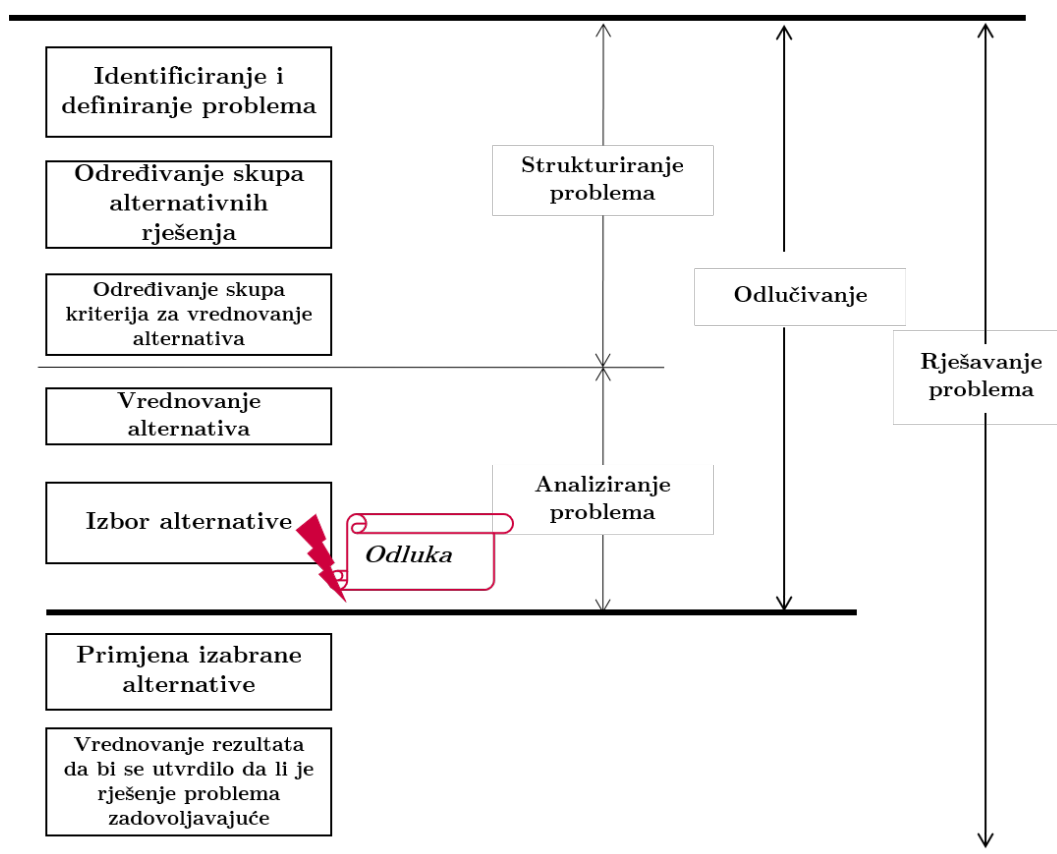 Identificiranje i
definiranje problema
Određivanje skupa
alternativnih
rješenja
Određivanje skupa
kriterija za vrednovanje
alternativa
Vrednovanje
alternativa
Izbor alternative
Odluka
Primjena izabrane
alternative
Vrednovanje rezultata
da bi se utvrdilo da li je
rješenje problema
zadovoljavajuće
Strukturiranje
problema
Analiziranje
problema
Odlučivanje
Rješavanje
problema